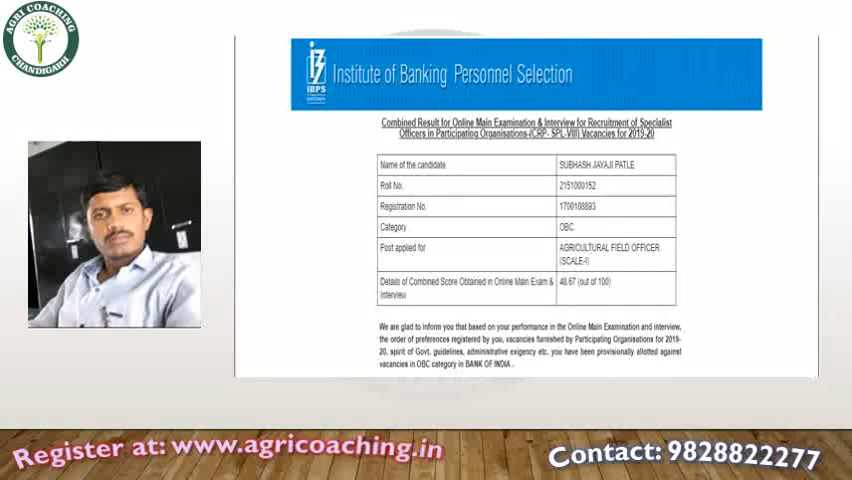 AGRI COACHING
CHANDIGARH
IBPS
Institute of Banking Personnel Selection
Combined Result for Online Main Examination & Interview for Recruitment of Specialist
Officers in Participating Organisations-(CRP- SPL-VIII) Vacancies for 2019-20
Name of the candidate SUBHASH JAYAJI PATLE
Roll No. 2151000152
Registration No. 1700108893
Category OBC
Post applied for AGRICULTURAL FIELD OFFICER
(SCALE-I)
Details of Combined Score Obtained in Online Main Exam & 48.67 (out of 100)
Interview
We are glad to inform you that based on your performance in the Online Main Examination and interview,
the order of preferences registered by you, vacancies furnished by Participating Organisations for 2019-
20, spirit of Govt. guidelines, administrative exigency etc. you have been provisionally allotted against
vacancies in OBC category in BANK OF INDIA .
Register at: www.agricoaching.in
Contact: 9828822277